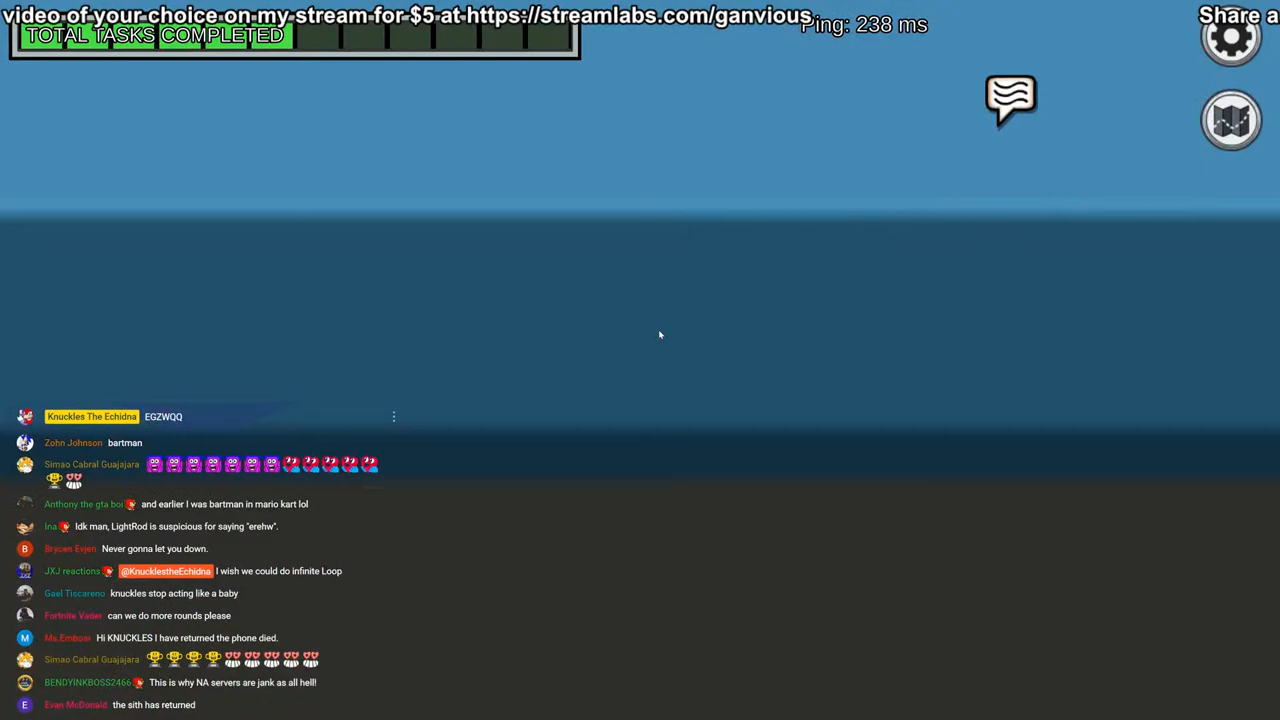 video of your choice on my stream for $5 at https://streamlabs.com/ganvious
Share a
TOTAL TASKS COMPLETED
Ping: 238 ms
Knuckles The Echidna EGZWQQ
Zohn Johnson bartman
Simao Cabral Guajajara
Anthony the gta boi and earlier I was bartman in mario kart lol
Ina Idk man, LightRod is suspicious for saying "erehw".
B Brycen Evjen Never gonna let you down.
JXJ reactions @KnucklestheEchidna I wish we could do infinite Loop
Gael Tiscareno knuckles stop acting like a baby
Fortnite Vader can we do more rounds please
M Ms.Emboss Hi KNUCKLES I have returned the phone died.
Simao Cabral Guajajara
BENDYINKBOSS2466 This is why NA servers are jank as all hell!
E Evan McDonald the sith has returned